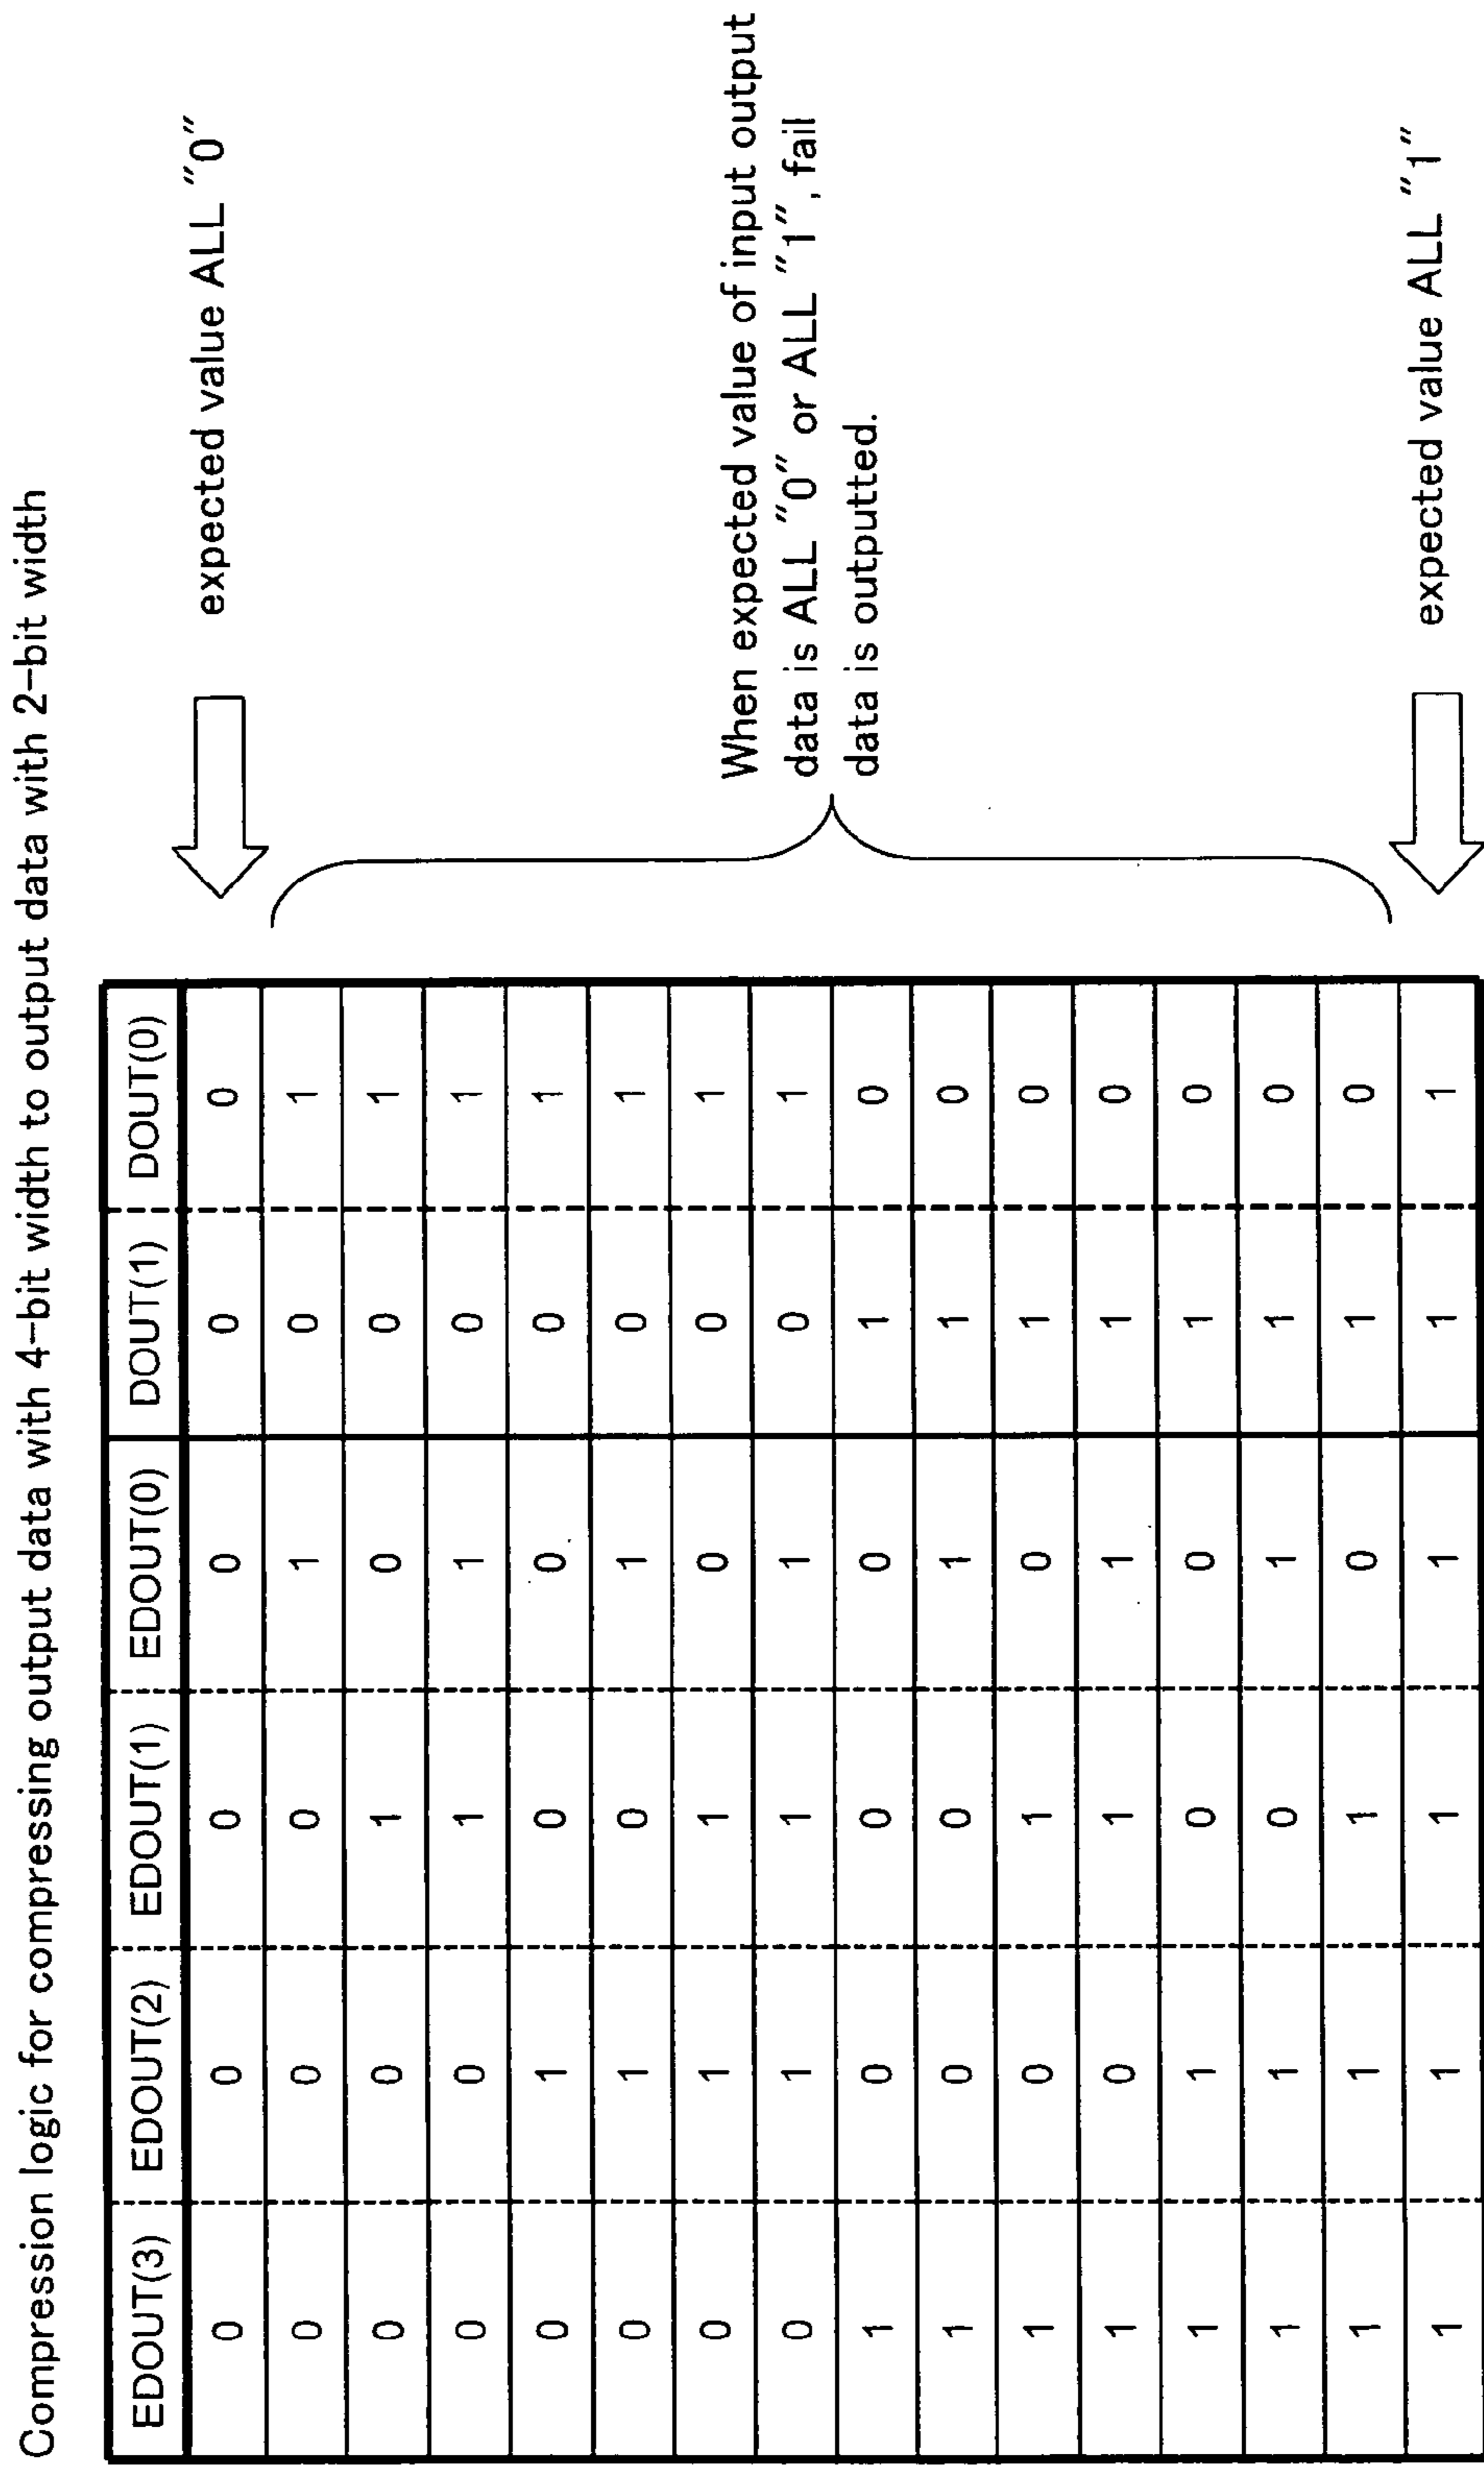 Compression logic for compressing output data with 4-bit width to output data with 2-bit width
EDOUT(3) EDOUT(2) EDOUT(1) EDOUT(0) DOUT(1) DOUT(0)
0 0 0 0 0 0
0 0 0 1 0 1
0 0 1 0 0 1
0 0 1 1 0 1
0 1 0 0 0 1
0 1 0 1 0 1
0 1 1 0 0 1
0 1 1 1 0 1
1 0 0 0 1 0
1 0 0 1 1 0
1 0 1 0 1 0
1 0 1 1 1 0
1 1 0 0 1 0
1 1 0 1 1 0
1 1 1 0 1 0
1 1 1 1 1 1
expected value ALL "0"
When expected value of input output
data is ALL "0" or ALL "1", fail
data is outputted.
expected value ALL "1"